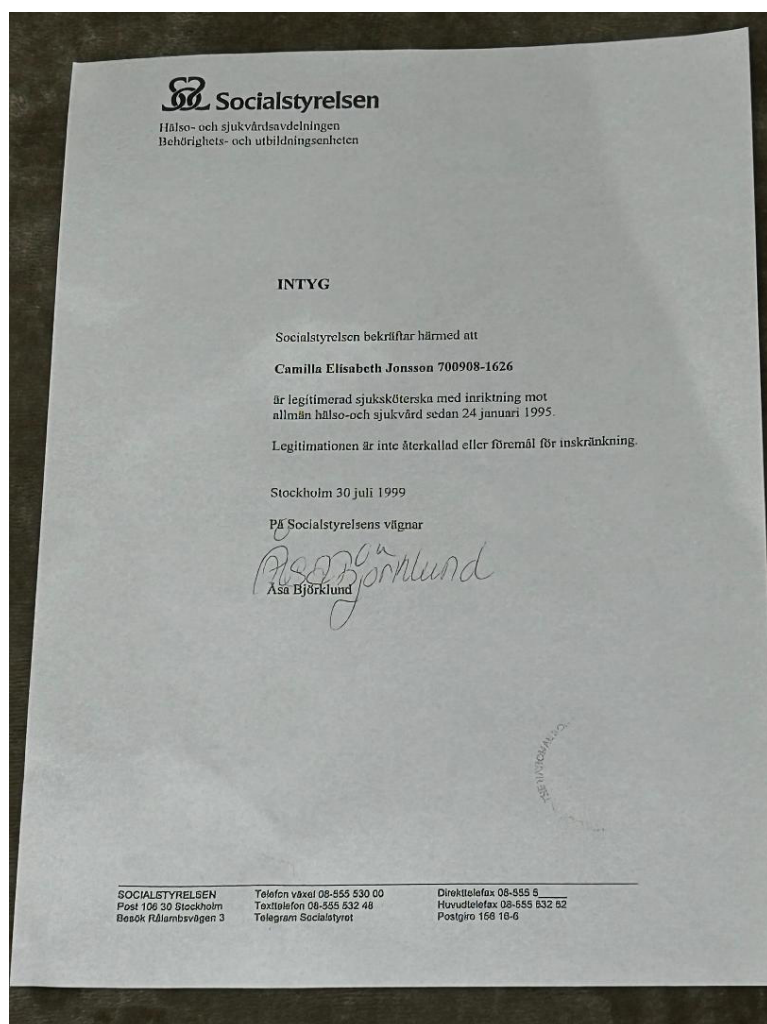 Socialstyrelsen
Hälso- och sjukvårdsavdelningen
Behörighets- och utbildningsenheten
INTYG
Socialstyrelsen bekräftar härmed att
Camilla Elisabeth Jonsson 700908-1626
är legitimerad sjuksköterska med inriktning mot
allmän hälso-och sjukvård sedan 24 januari 1995.
Legitimationen är inte återkallad eller föremål för inskränkning.
Stockholm 30 juli 1999
På Socialstyrelsens vägnar
Åsa Björklund
Åsa Björklund
SOCIALSTYRELSEN
Post 106 30 Stockholm
Besök Rålambsvägen 3
Telefon växel 08-555 530 00
Texttelefon 08-555 532 48
Telegram Socialstyrot
Direkttelefax 08-555 5
Huvudtelefax 08-555 532 52
Postgiro 156 16-6